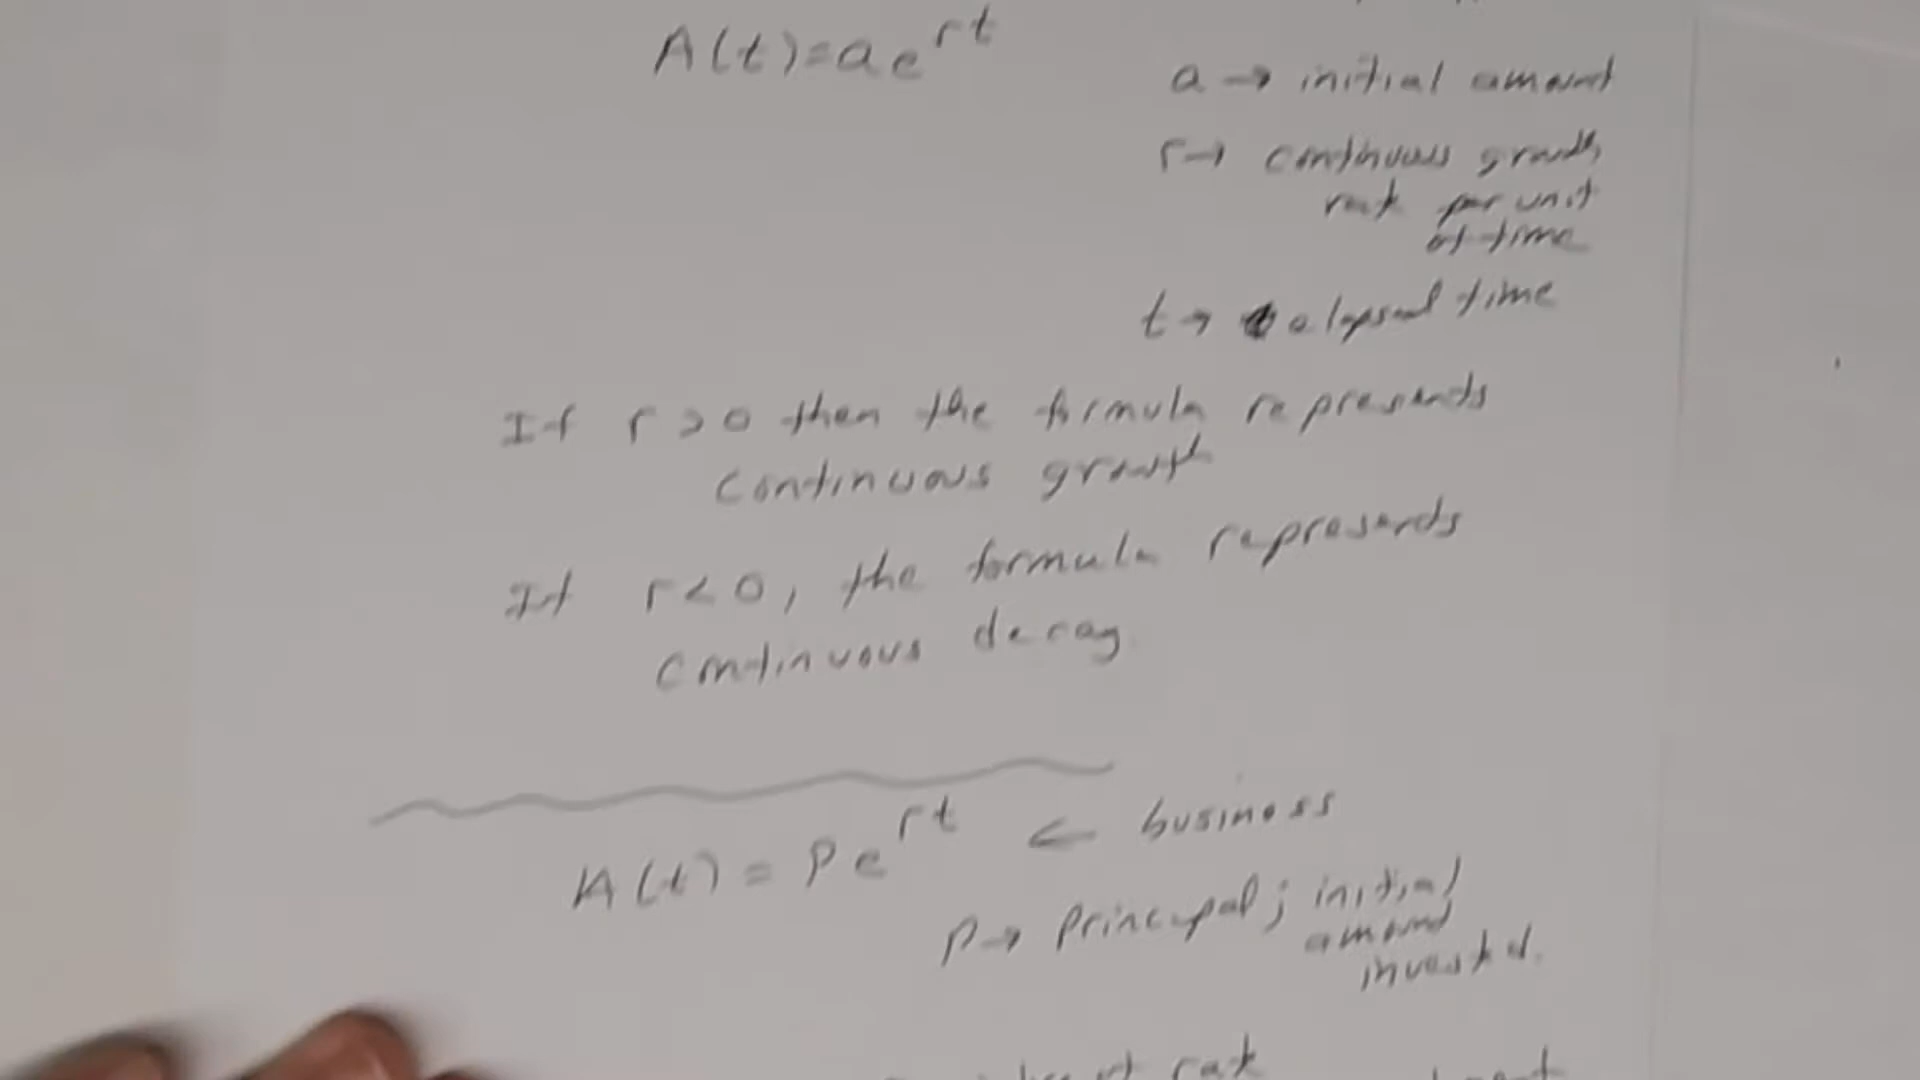 A(t)=ae^rt
a → initial amount
r→ continuous growth
rate per unit
of time
t → elapsed time
If r > 0 then the formula represents
continuous growth
If r < 0, the formula represents
continuous decay.
A(t) = Pe^rt ← business
P→ principal; initial
amount
invested.
rate